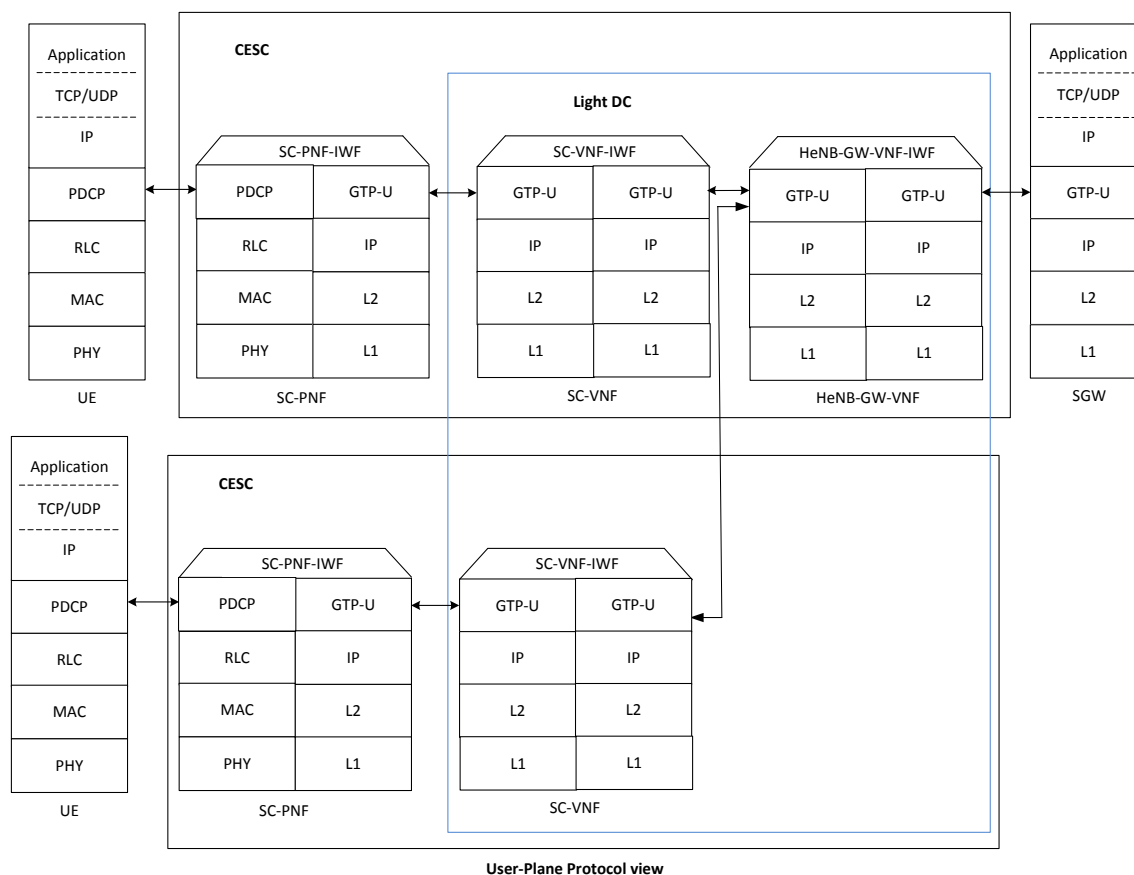 CESC
Light DC
Application
TCP/UDP
IP
PDCP
RLC
MAC
PHY
UE
SC-PNF-IWF
PDCP GTP-U
RLC IP
MAC L2
PHY L1
SC-PNF
SC-VNF-IWF
GTP-U GTP-U
IP IP
L2 L2
L1 L1
SC-VNF
HeNB-GW-VNF-IWF
GTP-U GTP-U
IP IP
L2 L2
L1 L1
HeNB-GW-VNF
Application
TCP/UDP
IP
GTP-U
IP
L2
L1
SGW
Application
TCP/UDP
IP
PDCP
RLC
MAC
PHY
UE
CESC
SC-PNF-IWF
PDCP GTP-U
RLC IP
MAC L2
PHY L1
SC-PNF
SC-VNF-IWF
GTP-U GTP-U
IP IP
L2 L2
L1 L1
SC-VNF
User-Plane Protocol view